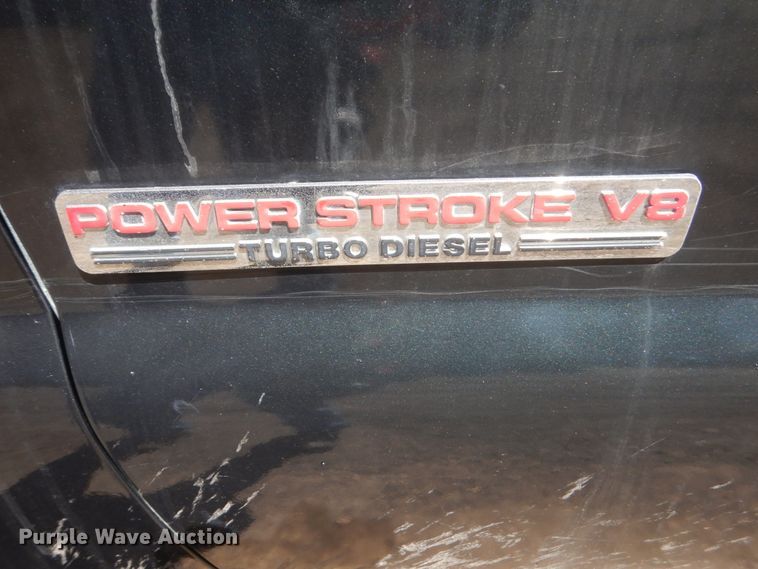 POWER STROKE V8
TURBO DIESEL
Purple Wave Auction